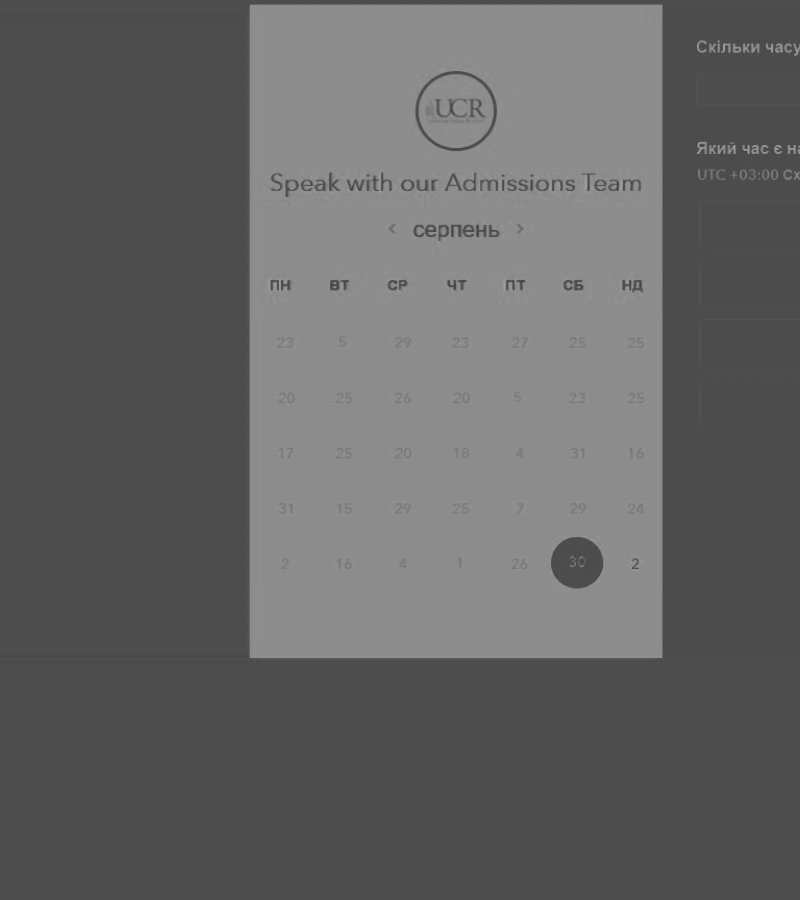 Скільки часу
UCR
Який час є на
Speak with our Admissions Team
UTC +03:00 Сх
‹ серпень ›
ПН ВТ СР ЧТ ПТ СБ НД
23 5 29 23 27 25 25
20 25 26 20 5 23 25
17 25 20 18 4 31 16
31 15 29 25 7 29 24
2 16 4 1 26 30 2